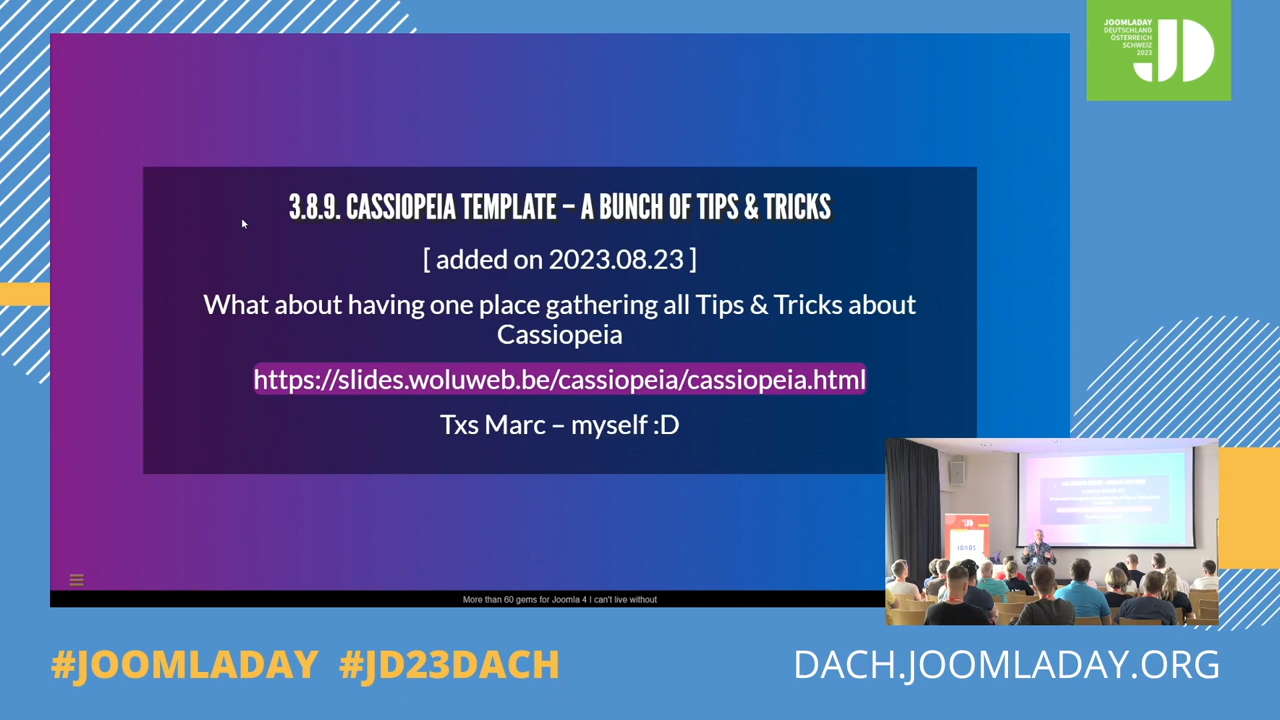 JOOMLADAY
DEUTSCHLAND
ÖSTERREICH
SCHWEIZ
2023
JD
3.8.9. CASSIOPEIA TEMPLATE – A BUNCH OF TIPS & TRICKS
[ added on 2023.08.23 ]
What about having one place gathering all Tips & Tricks about
Cassiopeia
https://slides.woluweb.be/cassiopeia/cassiopeia.html
Txs Marc – myself :D
More than 60 gems for Joomla 4 I can't live without
JD
IONOS
#JOOMLADAY #JD23DACH
DACH.JOOMLADAY.ORG